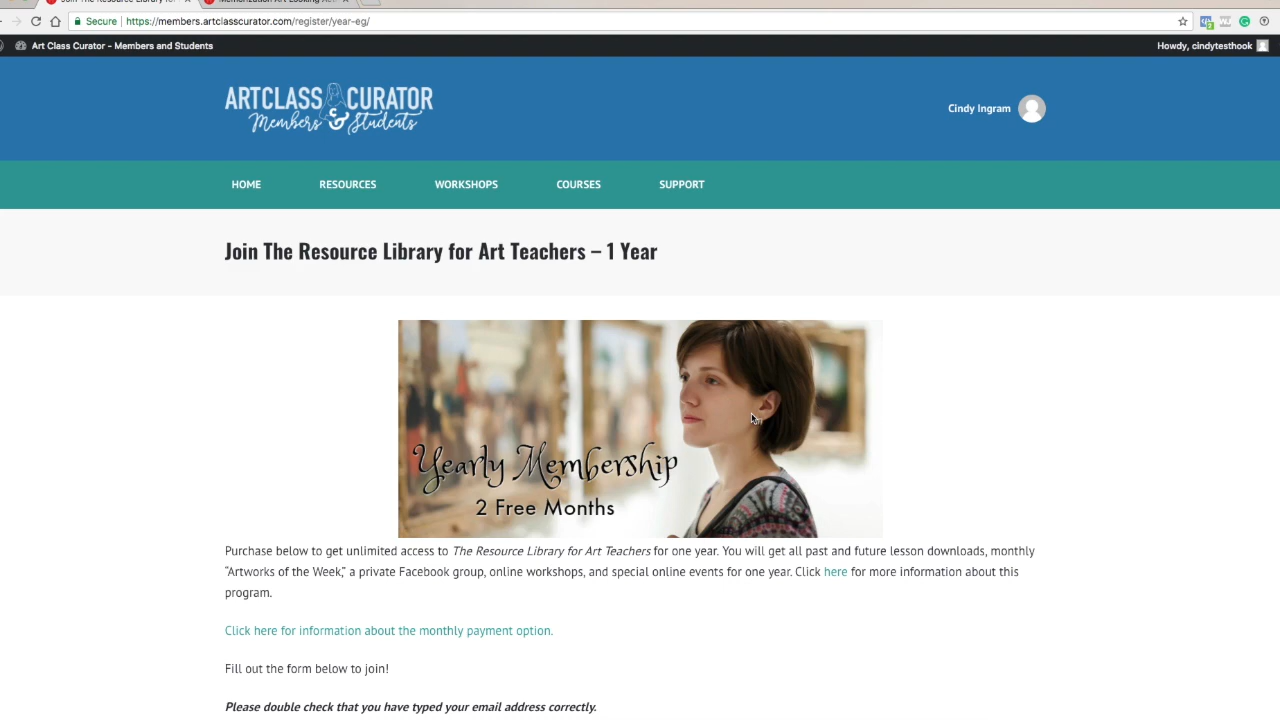 Secure https://members.artclasscurator.com/register/year-eg/
Art Class Curator - Members and Students
Howdy, cindytesthook
ARTCLASS CURATOR
Members & Students
Cindy Ingram
HOME RESOURCES WORKSHOPS COURSES SUPPORT
Join The Resource Library for Art Teachers – 1 Year
Yearly Membership
2 Free Months
Purchase below to get unlimited access to The Resource Library for Art Teachers for one year. You will get all past and future lesson downloads, monthly
“Artworks of the Week,” a private Facebook group, online workshops, and special online events for one year. Click here for more information about this
program.
Click here for information about the monthly payment option.
Fill out the form below to join!
Please double check that you have typed your email address correctly.